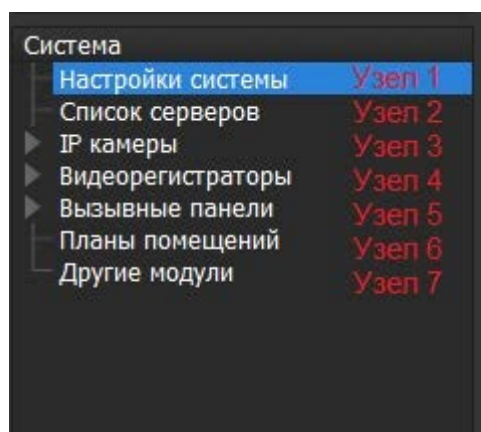 Система
Настройки системы Узел 1
Список серверов Узел 2
IP камеры Узел 3
Видеорегистраторы Узел 4
Вызывные панели Узел 5
Планы помещений Узел 6
Другие модули Узел 7